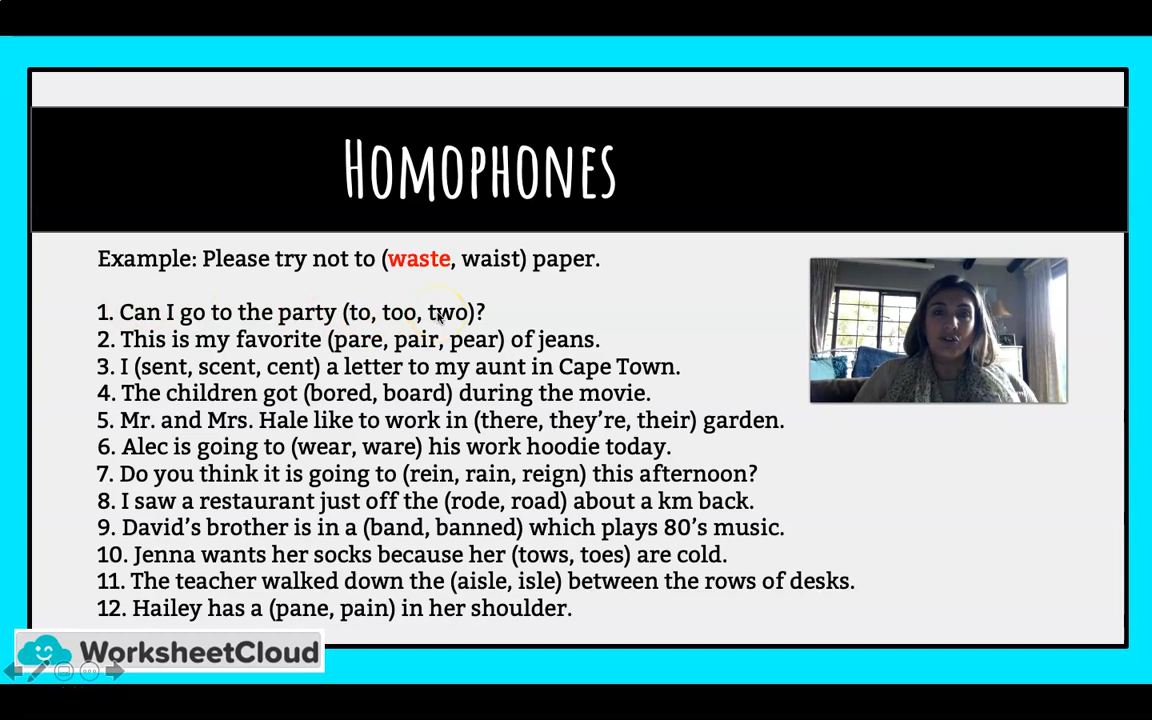 Homophones
Example: Please try not to (waste, waist) paper.
1. Can I go to the party (to, too, two)?
2. This is my favorite (pare, pair, pear) of jeans.
3. I (sent, scent, cent) a letter to my aunt in Cape Town.
4. The children got (bored, board) during the movie.
5. Mr. and Mrs. Hale like to work in (there, they’re, their) garden.
6. Alec is going to (wear, ware) his work hoodie today.
7. Do you think it is going to (rein, rain, reign) this afternoon?
8. I saw a restaurant just off the (rode, road) about a km back.
9. David’s brother is in a (band, banned) which plays 80’s music.
10. Jenna wants her socks because her (tows, toes) are cold.
11. The teacher walked down the (aisle, isle) between the rows of desks.
12. Hailey has a (pane, pain) in her shoulder.
WorksheetCloud